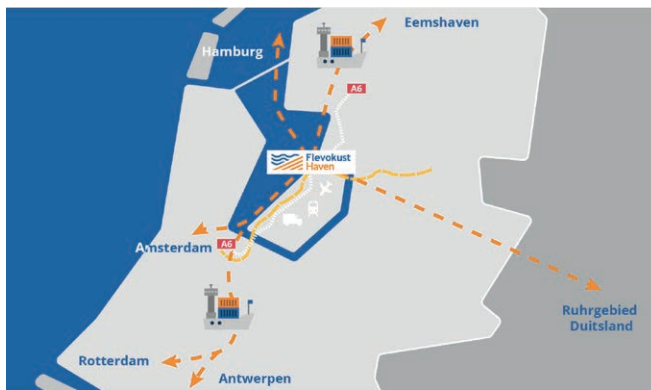 Eemshaven
Hamburg
A6
Flevokust
Haven
Amsterdam
A6
Ruhrgebied
Duitsland
Rotterdam
Antwerpen